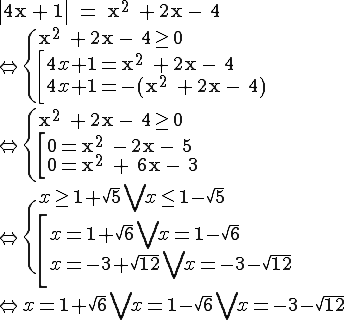 |4x + 1| = x² + 2x - 4
⇔ { x² + 2x - 4 ≥ 0
[ 4x+1 = x² + 2x - 4
4x+1 = -(x² + 2x - 4)
⇔ { x² + 2x - 4 ≥ 0
[ 0 = x² - 2x - 5
0 = x² + 6x - 3
⇔ { x ≥ 1+√5 ⋁ x ≤ 1-√5
[ x = 1+√6 ⋁ x = 1-√6
x = -3+√12 ⋁ x = -3-√12
⇔ x = 1+√6 ⋁ x = 1-√6 ⋁ x = -3-√12